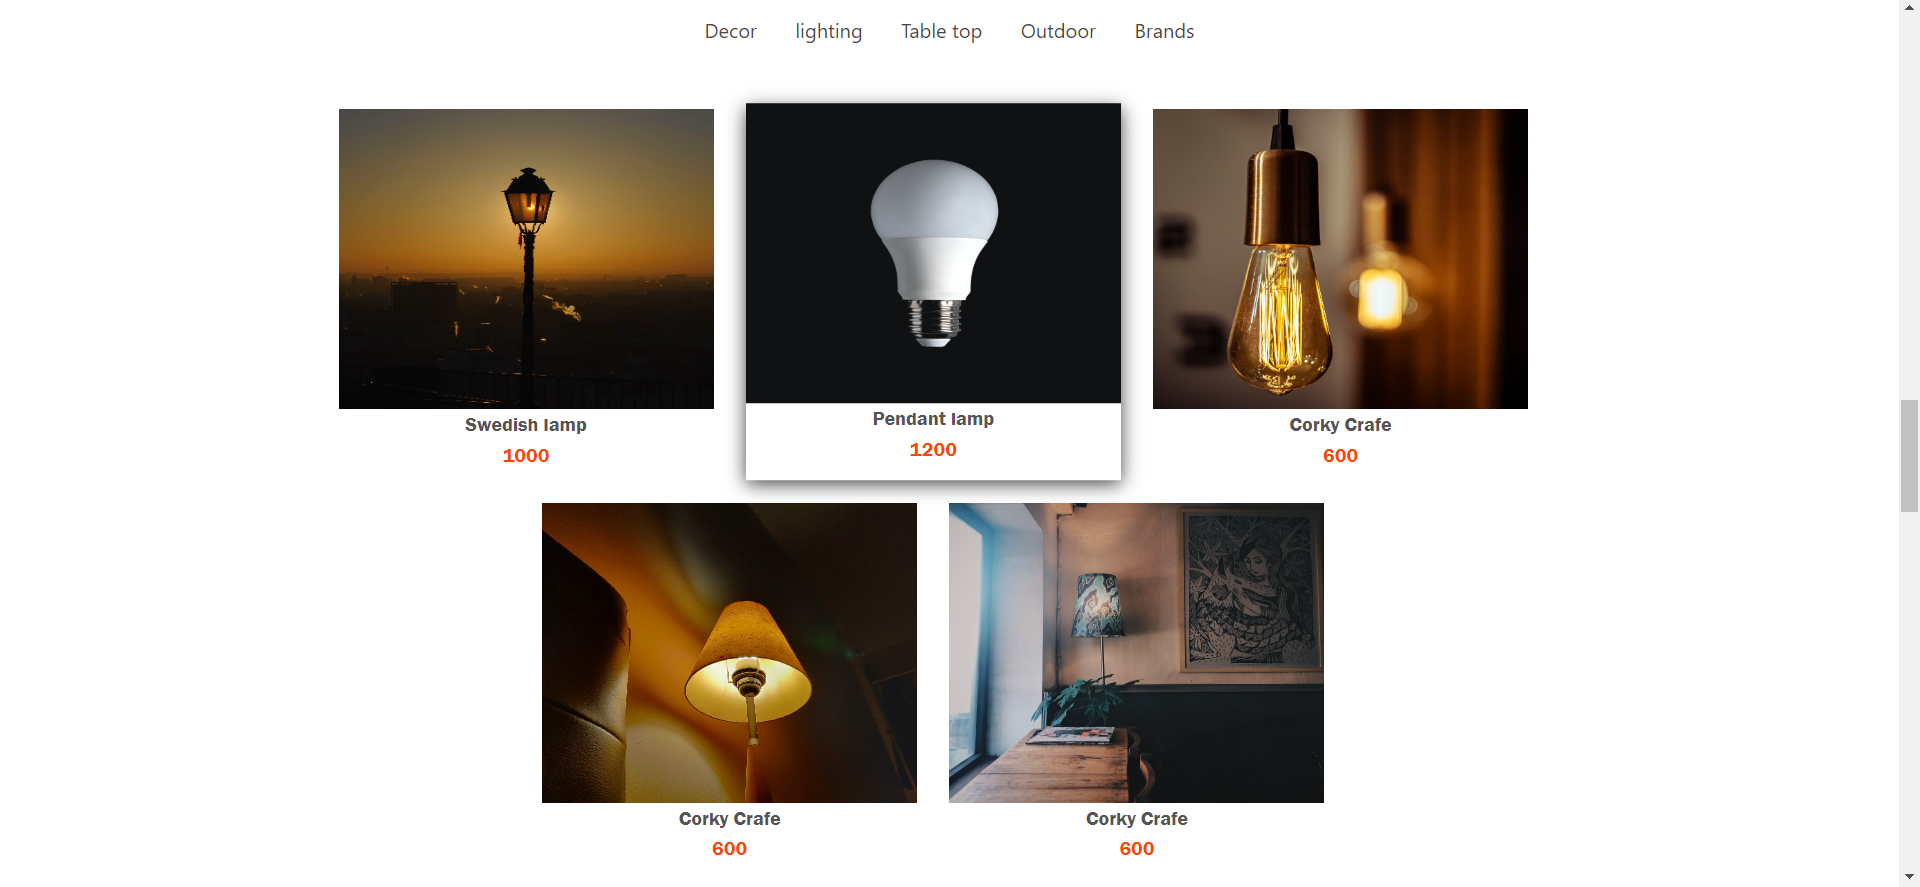 Decor lighting Table top Outdoor Brands
Swedish lamp
1000
Pendant lamp
1200
Corky Crafe
600
Corky Crafe
600
Corky Crafe
600